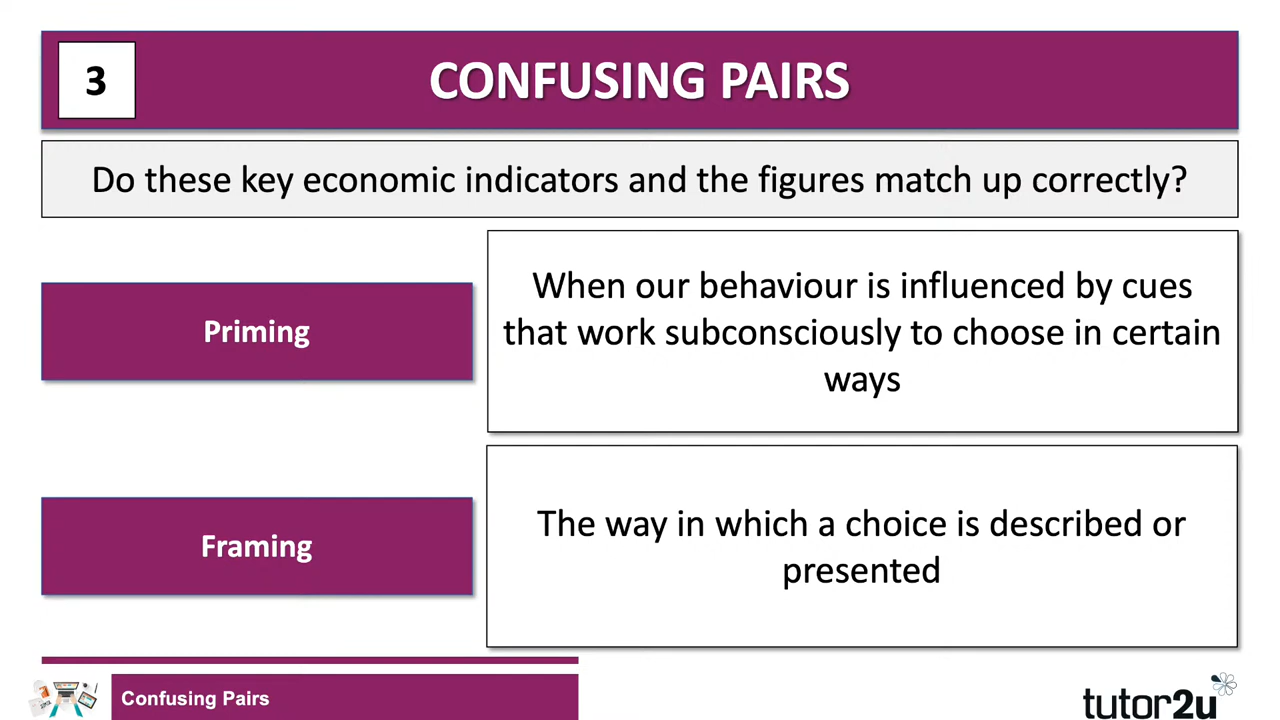 3
CONFUSING PAIRS
Do these key economic indicators and the figures match up correctly?
Priming
When our behaviour is influenced by cues
that work subconsciously to choose in certain
ways
Framing
The way in which a choice is described or
presented
Confusing Pairs
tutor2u